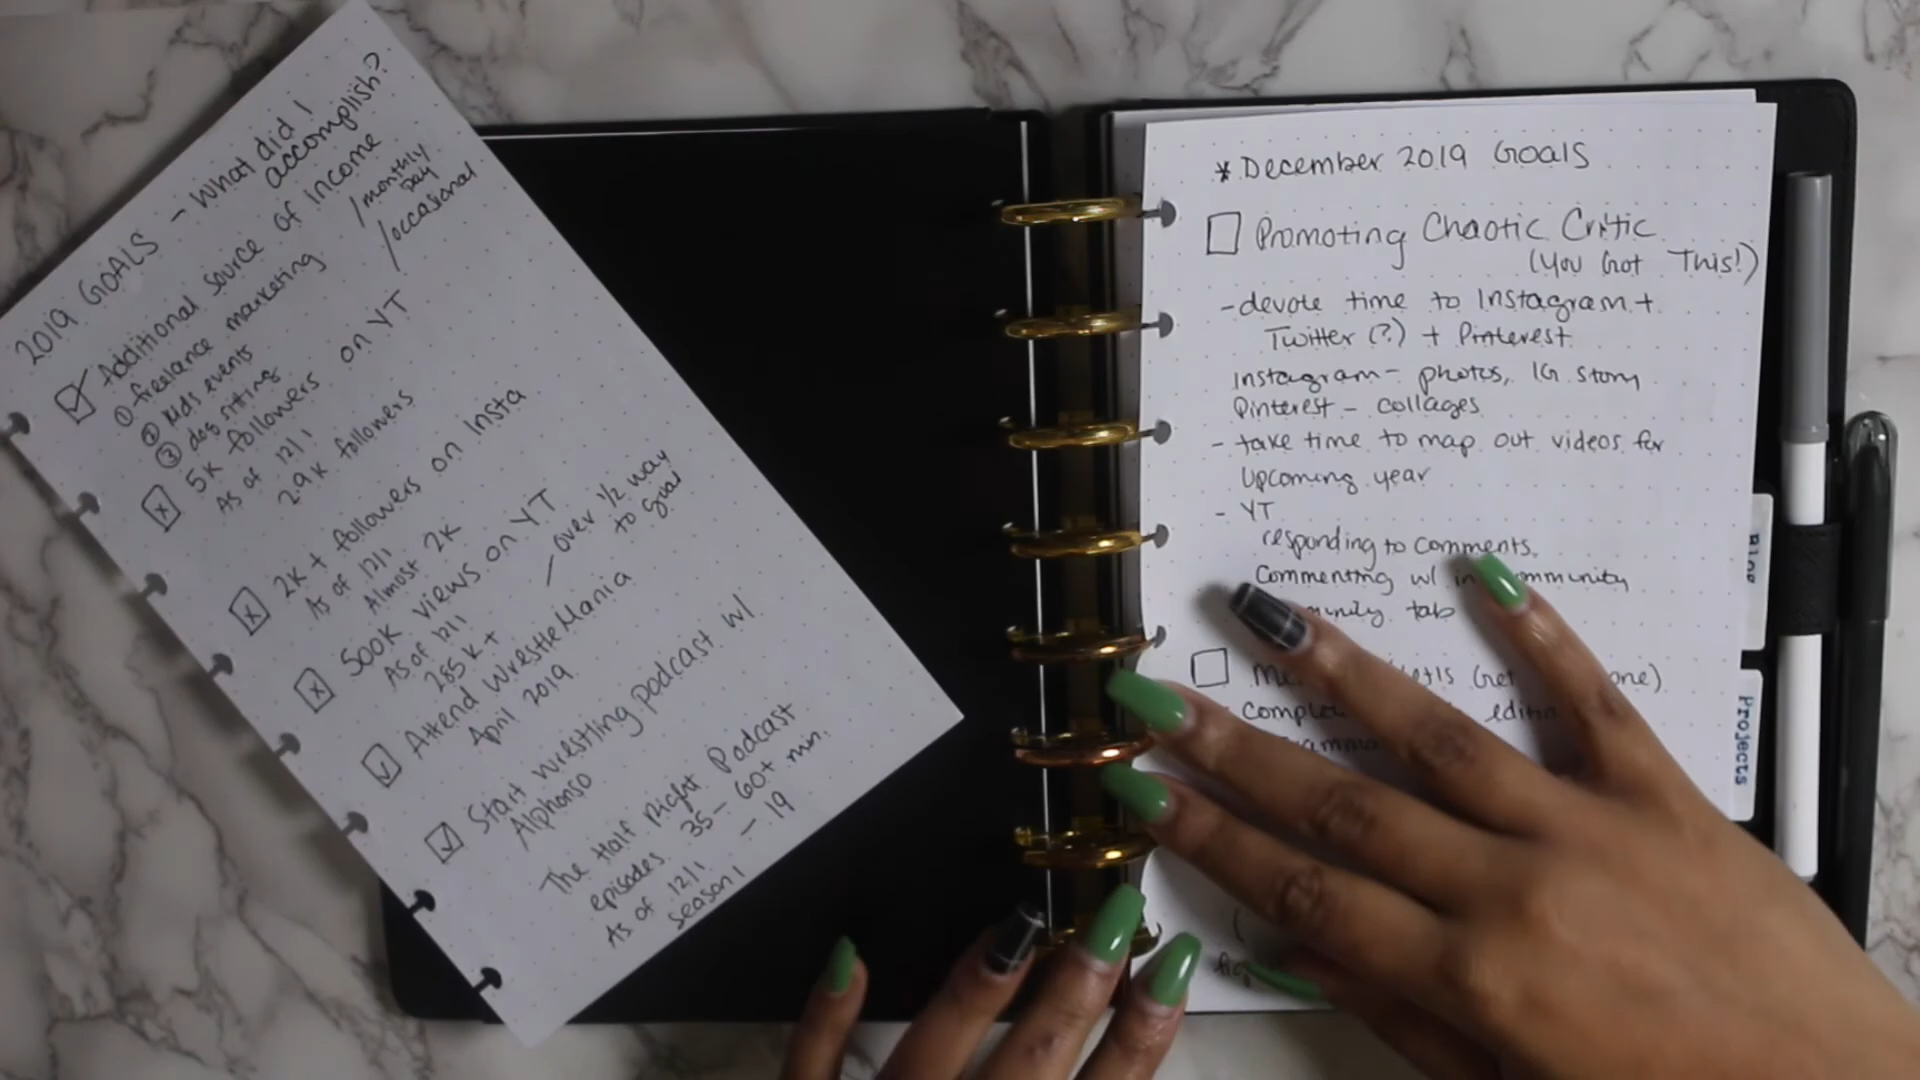 2019 GOALS - What did I
accomplish?
Additional source of income
① freelance marketing /monthly
② kids events
Day
③ dog sitting /occasional
5K followers on YT
As of 12/1
2.9K followers
2K + followers on Insta
As of 12/1
Almost 2K
500K views on YT
As of 12/1 - over 1/2 way
285K+ to goal
Attend WrestleMania
April 2019
Start wrestling podcast w/
Alphonso
The Half Right Podcast
episodes 35 - 60+ min.
As of 12/1 - 19
Season 1
* December 2019 Goals
Promoting Chaotic Critic
(You Got This!)
- devote time to Instagram +
Twitter (?) + Pinterest
Instagram - photos, IG story
Pinterest - collages
- take time to map out videos for
Upcoming year
- YT
responding to comments,
Commenting w/ in
tab
Projects